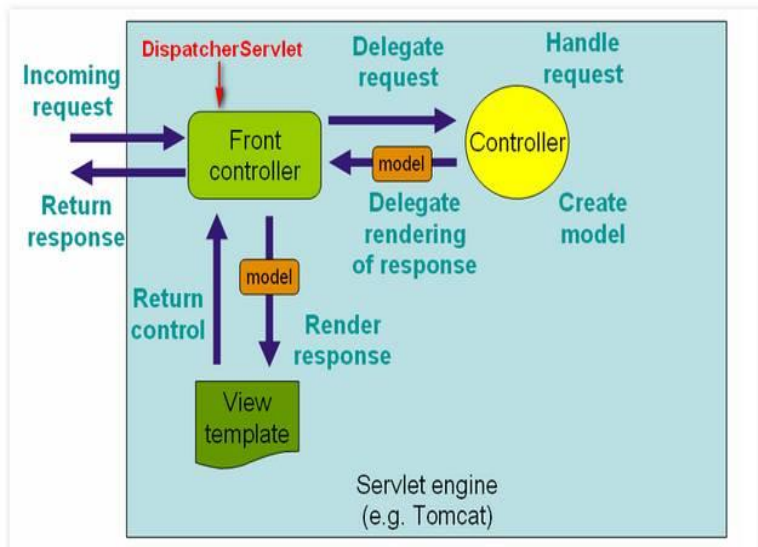 DispatcherServlet
Incoming
request
Return
response
Front
controller
Delegate
request
Handle
request
Controller
model
Delegate
rendering
of response
Create
model
model
Return
control
Render
response
View
template
Servlet engine
(e.g. Tomcat)